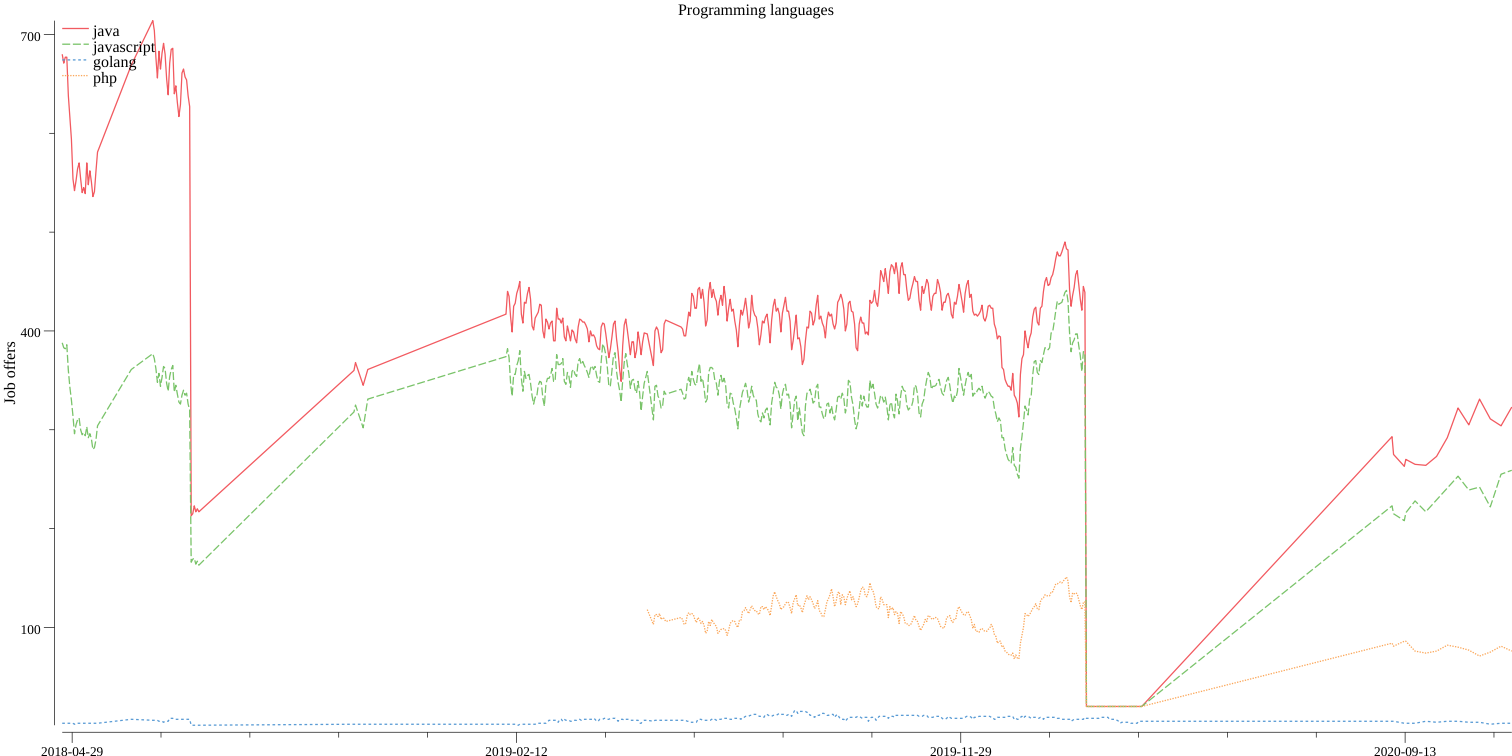 Programming languages
java
javascript
golang
php
700
400
100
Job offers
2018-04-29
2019-02-12
2019-11-29
2020-09-13